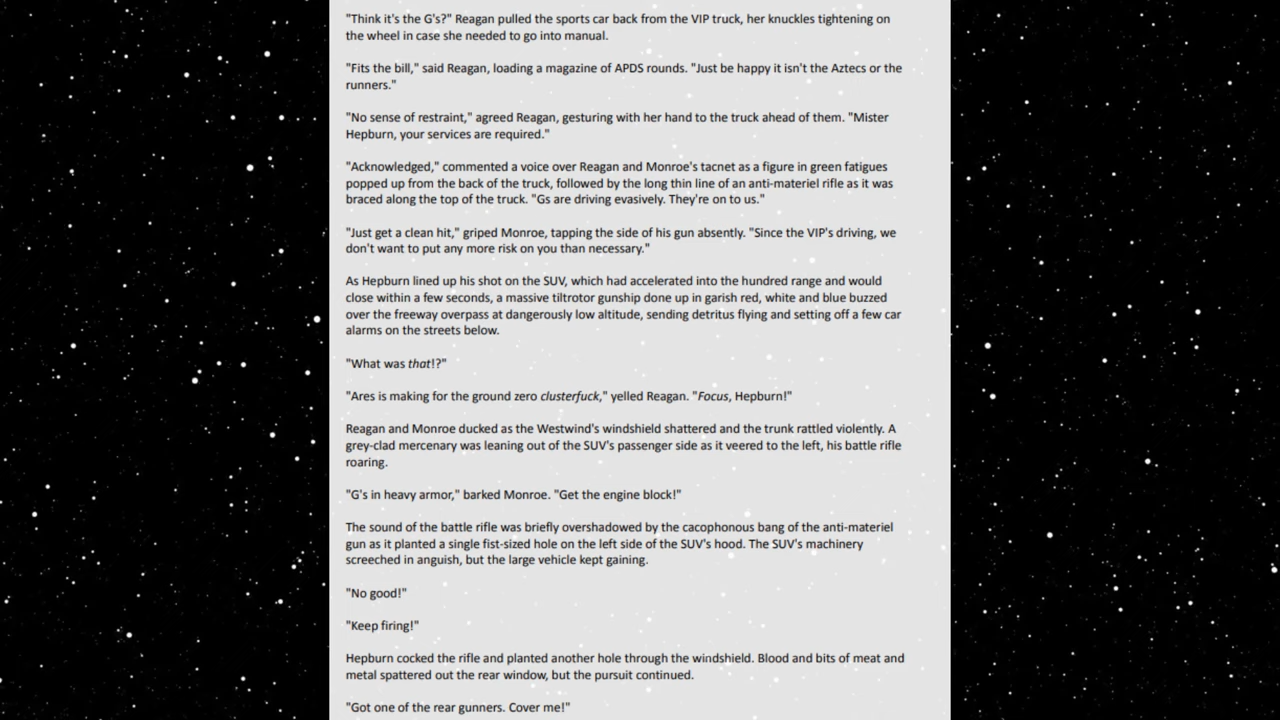 "Think it's the G's?" Reagan pulled the sports car back from the VIP truck, her knuckles tightening on
the wheel in case she needed to go into manual.
"Fits the bill," said Reagan, loading a magazine of APDS rounds. "Just be happy it isn't the Aztecs or the
runners."
"No sense of restraint," agreed Reagan, gesturing with her hand to the truck ahead of them. "Mister
Hepburn, your services are required."
"Acknowledged," commented a voice over Reagan and Monroe's tacnet as a figure in green fatigues
popped up from the back of the truck, followed by the long thin line of an anti-materiel rifle as it was
braced along the top of the truck. "Gs are driving evasively. They're on to us."
"Just get a clean hit," griped Monroe, tapping the side of his gun absently. "Since the VIP's driving, we
don't want to put any more risk on you than necessary."
As Hepburn lined up his shot on the SUV, which had accelerated into the hundred range and would
close within a few seconds, a massive tiltrotor gunship done up in garish red, white and blue buzzed
over the freeway overpass at dangerously low altitude, sending detritus flying and setting off a few car
alarms on the streets below.
"What was that!?"
"Ares is making for the ground zero clusterfuck," yelled Reagan. "Focus, Hepburn!"
Reagan and Monroe ducked as the Westwind's windshield shattered and the trunk rattled violently. A
grey-clad mercenary was leaning out of the SUV's passenger side as it veered to the left, his battle rifle
roaring.
"G's in heavy armor," barked Monroe. "Get the engine block!"
The sound of the battle rifle was briefly overshadowed by the cacophonous bang of the anti-materiel
gun as it planted a single fist-sized hole on the left side of the SUV's hood. The SUV's machinery
screeched in anguish, but the large vehicle kept gaining.
"No good!"
"Keep firing!"
Hepburn cocked the rifle and planted another hole through the windshield. Blood and bits of meat and
metal spattered out the rear window, but the pursuit continued.
"Got one of the rear gunners. Cover me!"